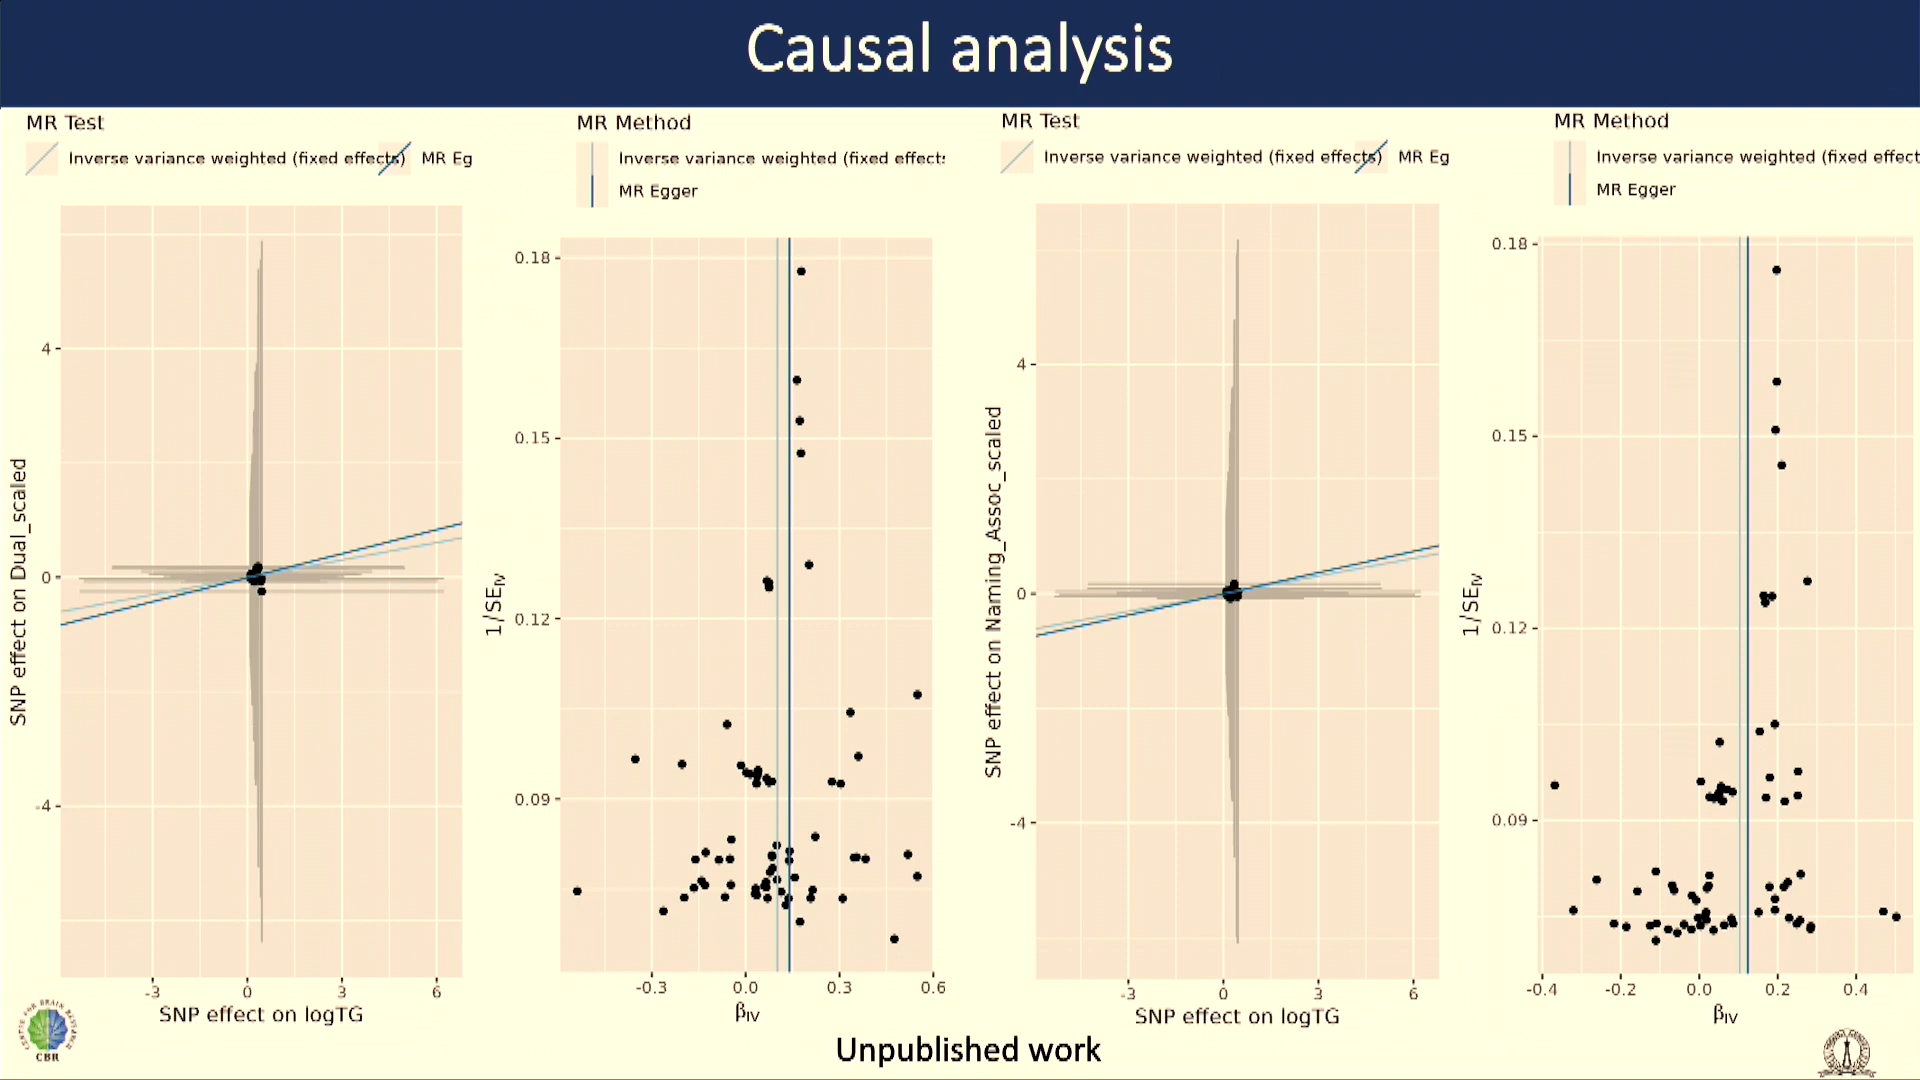 Causal analysis
MR Test
Inverse variance weighted (fixed effects)
MR Eg
4
0
-4
SNP effect on Dual_scaled
-3
0
3
6
SNP effect on logTG
MR Method
Inverse variance weighted (fixed effects
MR Egger
0.18
0.15
0.12
0.09
1/SEIV
-0.3
0.0
0.3
0.6
βIV
MR Test
Inverse variance weighted (fixed effects)
MR Eg
4
0
-4
SNP effect on Naming_Assoc_scaled
-3
0
3
6
SNP effect on logTG
MR Method
Inverse variance weighted (fixed effect
MR Egger
0.18
0.15
0.12
0.09
1/SEIV
-0.4
-0.2
0.0
0.2
0.4
βIV
CENTRE FOR BRAIN RESEARCH
CBR
Unpublished work